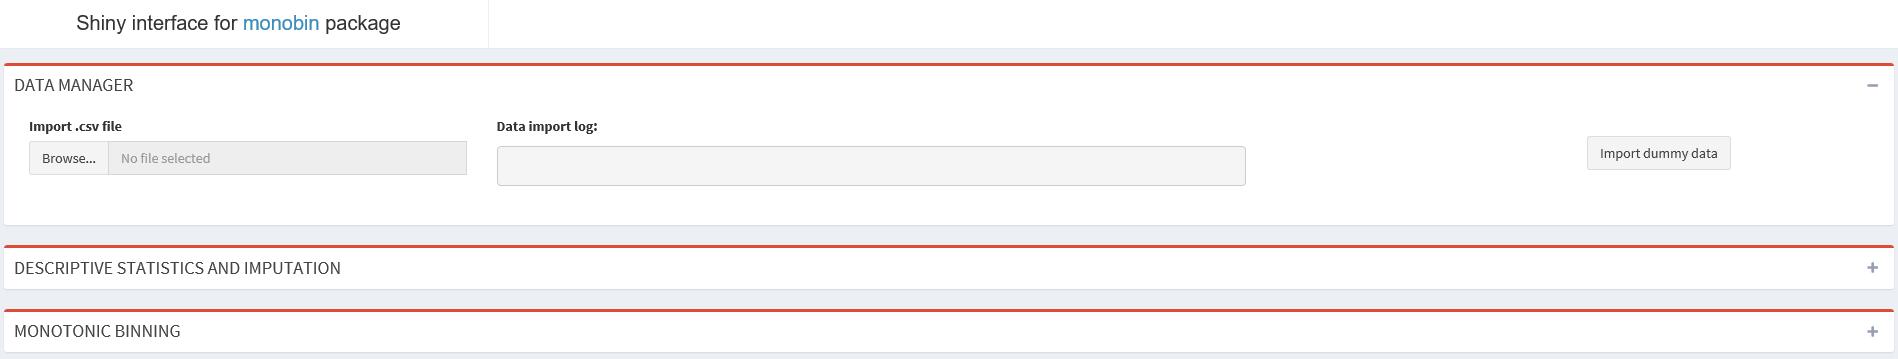 Shiny interface for monobin package
DATA MANAGER
Import .csv file
Data import log:
Browse...
No file selected
Import dummy data
DESCRIPTIVE STATISTICS AND IMPUTATION
MONOTONIC BINNING